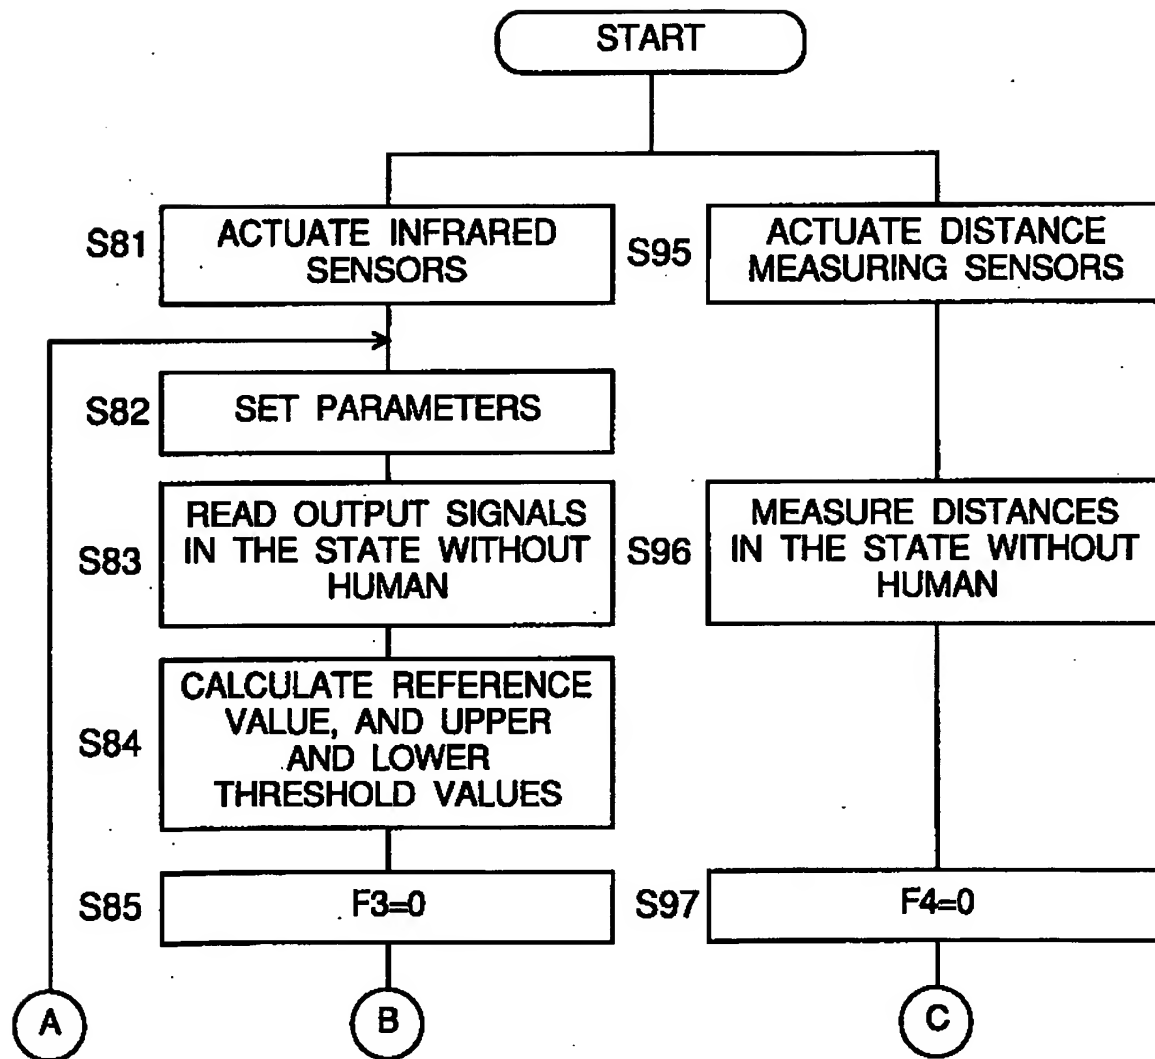 START
S81
ACTUATE INFRARED
SENSORS
S95
ACTUATE DISTANCE
MEASURING SENSORS
S82
SET PARAMETERS
S83
READ OUTPUT SIGNALS
IN THE STATE WITHOUT
HUMAN
S96
MEASURE DISTANCES
IN THE STATE WITHOUT
HUMAN
S84
CALCULATE REFERENCE
VALUE, AND UPPER
AND LOWER
THRESHOLD VALUES
S85
F3=0
S97
F4=0
A
B
C